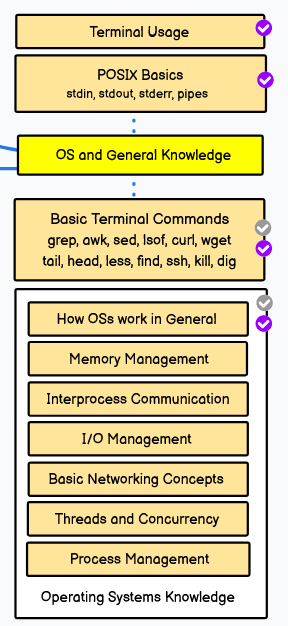 Terminal Usage
POSIX Basics
stdin, stdout, stderr, pipes
OS and General Knowledge
Basic Terminal Commands
grep, awk, sed, lsof, curl, wget
tail, head, less, find, ssh, kill, dig
How OSs work in General
Memory Management
Interprocess Communication
I/O Management
Basic Networking Concepts
Threads and Concurrency
Process Management
Operating Systems Knowledge